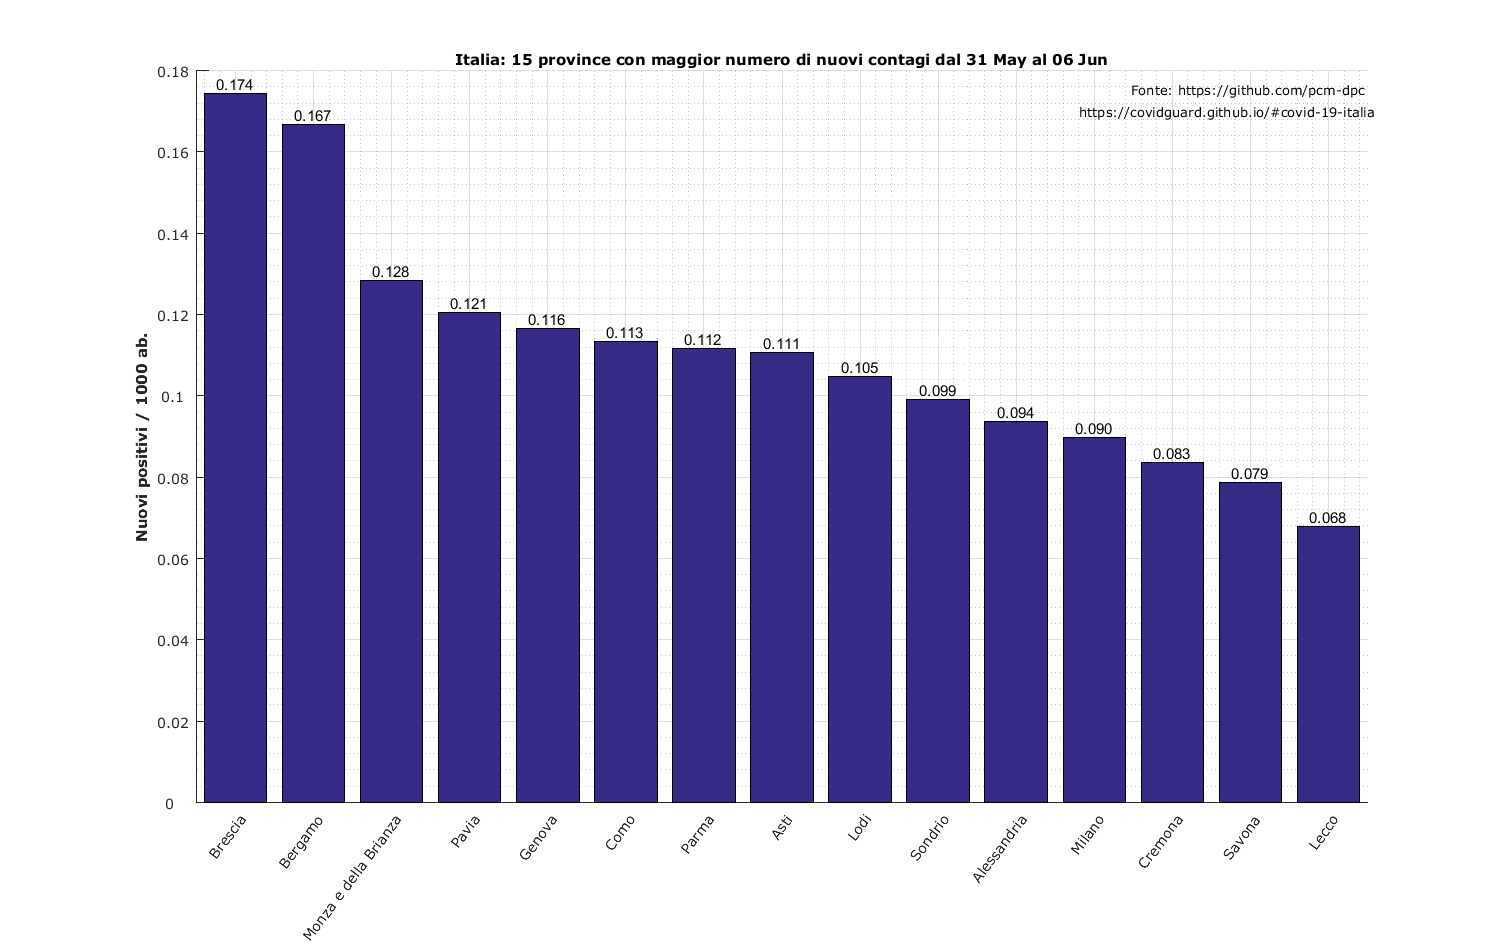 Italia: 15 province con maggior numero di nuovi contagi dal 31 May al 06 Jun
Fonte: https://github.com/pcm-dpc
https://covidguard.github.io/#covid-19-italia
Nuovi positivi / 1000 ab.
0.18
0.16
0.14
0.12
0.1
0.08
0.06
0.04
0.02
0
0.174
0.167
0.128
0.121
0.116
0.113
0.112
0.111
0.105
0.099
0.094
0.090
0.083
0.079
0.068
Brescia
Bergamo
Monza e della Brianza
Pavia
Genova
Como
Parma
Asti
Lodi
Sondrio
Alessandria
Milano
Cremona
Savona
Lecco